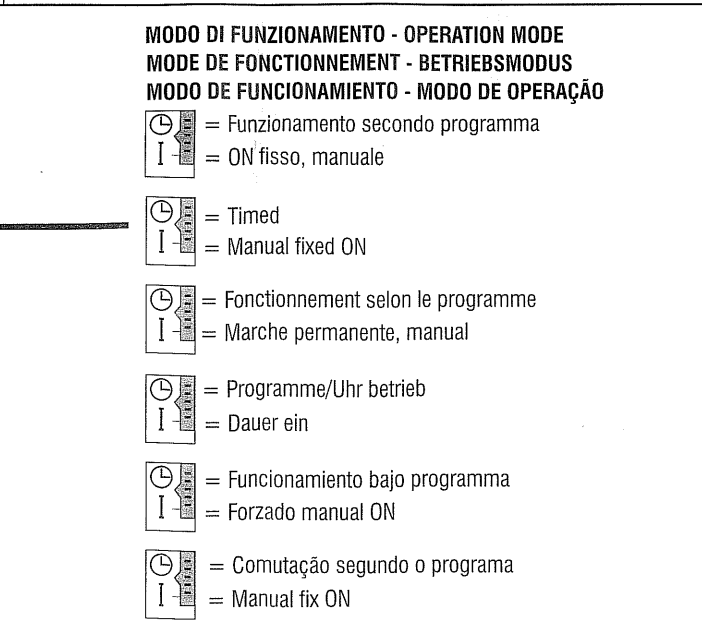 MODO DI FUNZIONAMENTO - OPERATION MODE
MODE DE FONCTIONNEMENT - BETRIEBSMODUS
MODO DE FUNCIONAMIENTO - MODO DE OPERAÇÃO
= Funzionamento secondo programma
I = ON fisso, manuale
= Timed
I = Manual fixed ON
= Fonctionnement selon le programme
I = Marche permanente, manual
= Programme/Uhr betrieb
I = Dauer ein
= Funcionamiento bajo programma
I = Forzado manual ON
= Comutação segundo o programa
I = Manual fix ON